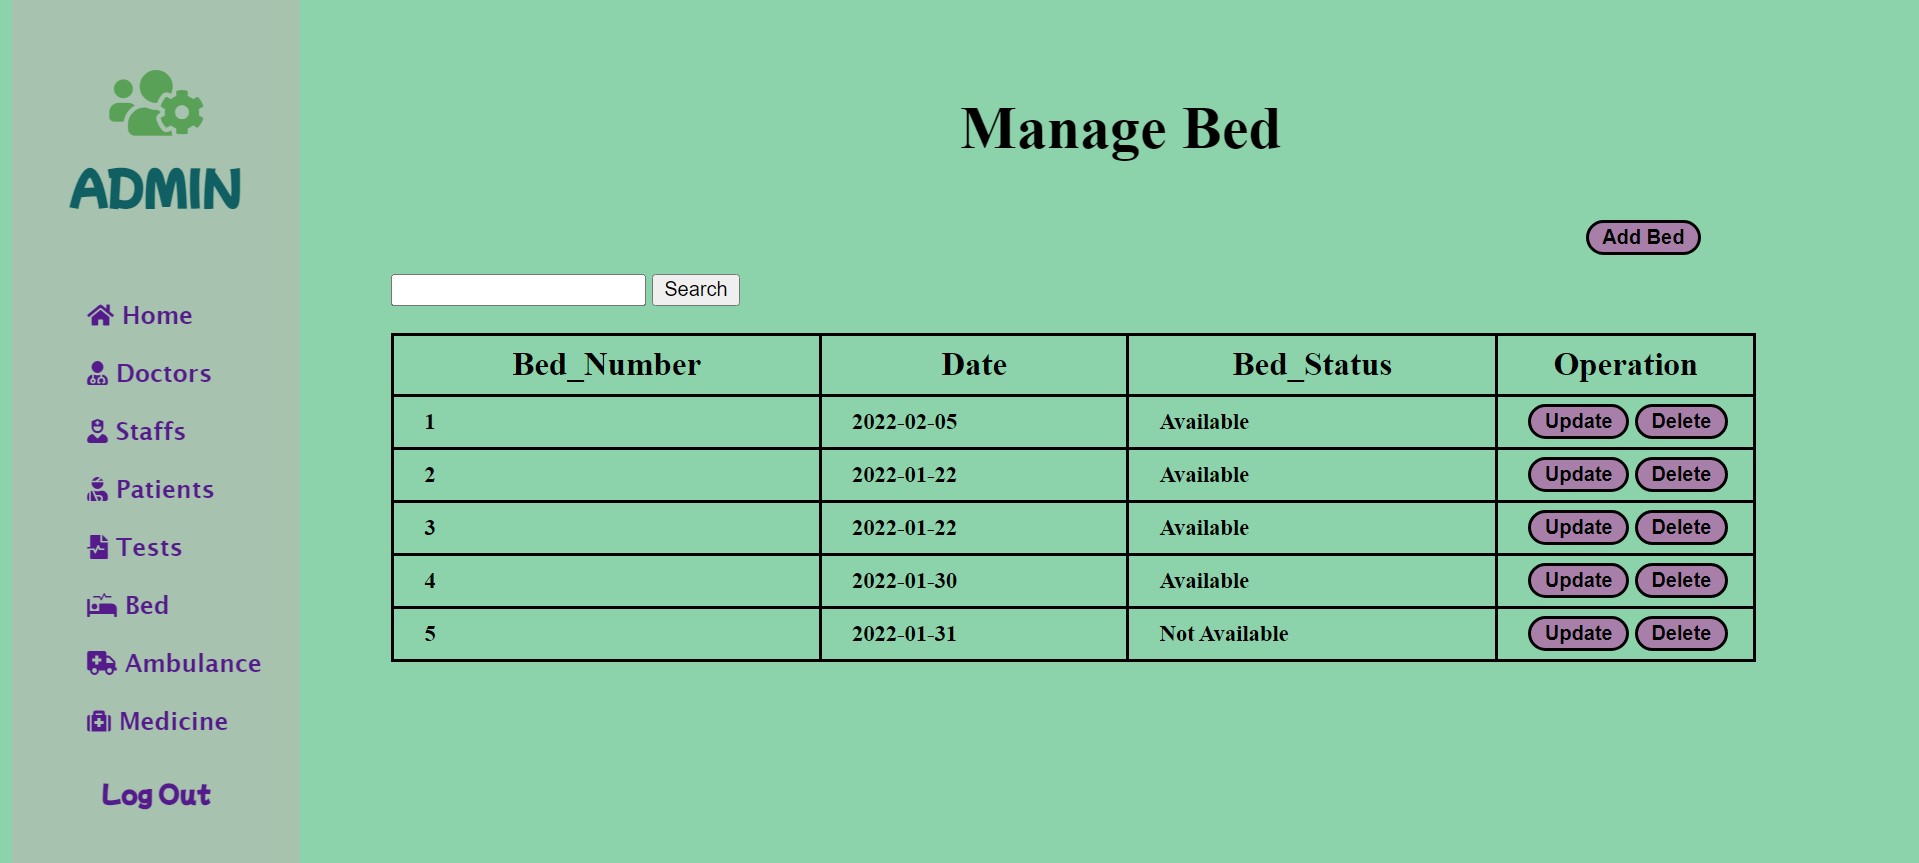 ADMIN
Home
Doctors
Staffs
Patients
Tests
Bed
Ambulance
Medicine
Log Out
Manage Bed
Add Bed
Search
Bed_Number Date Bed_Status Operation
1 2022-02-05 Available Update Delete
2 2022-01-22 Available Update Delete
3 2022-01-22 Available Update Delete
4 2022-01-30 Available Update Delete
5 2022-01-31 Not Available Update Delete